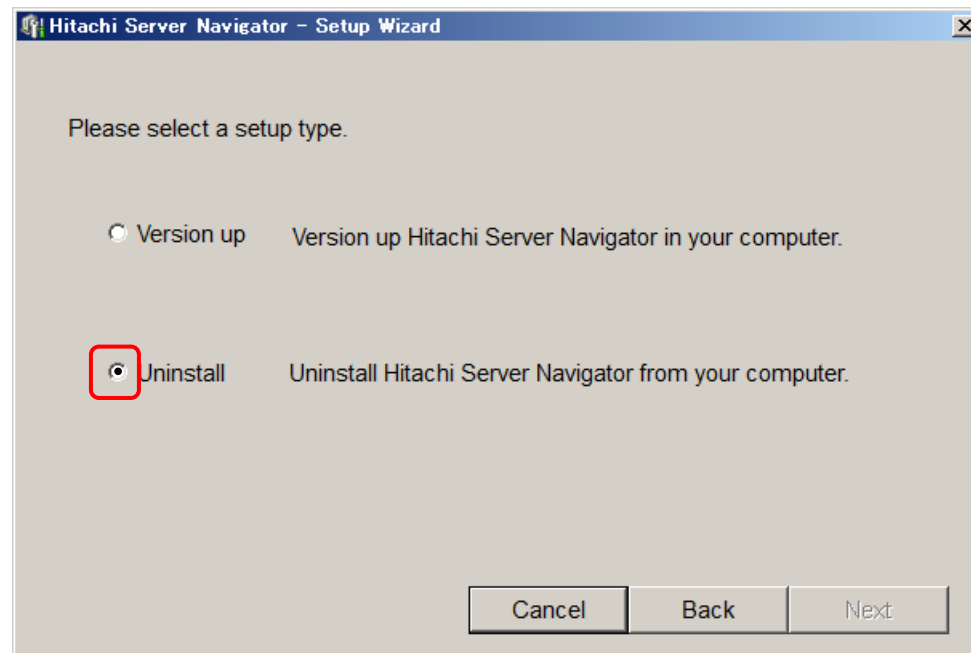 Hitachi Server Navigator - Setup Wizard
Please select a setup type.
Version up Version up Hitachi Server Navigator in your computer.
Uninstall Uninstall Hitachi Server Navigator from your computer.
Cancel Back Next